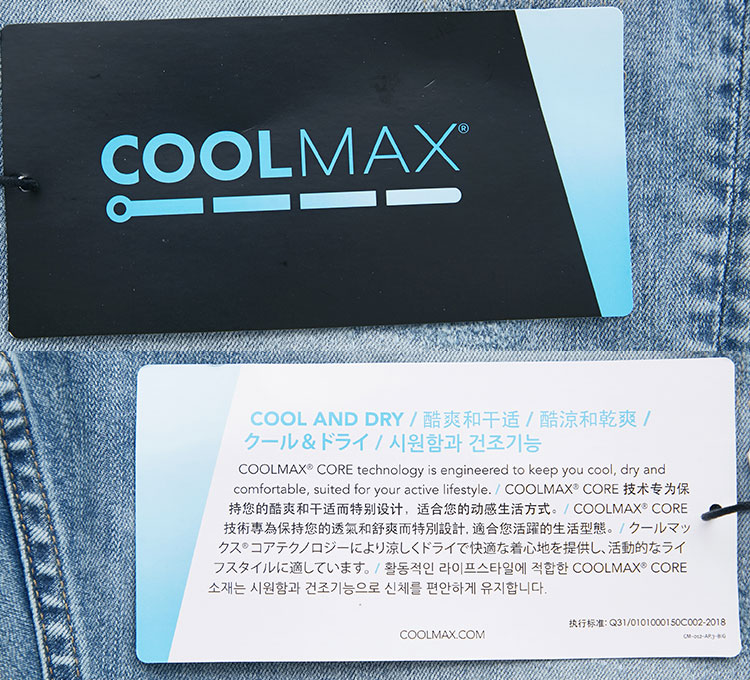 COOLMAX®
COOL AND DRY / 酷爽和干适 / 酷涼和乾爽 /
クール＆ドライ / 시원함과 건조기능
COOLMAX® CORE technology is engineered to keep you cool, dry and
comfortable, suited for your active lifestyle. / COOLMAX® CORE 技术专为保
持您的酷爽和干适而特别设计，适合您的动感生活方式。/ COOLMAX® CORE
技術專為保持您的透氣和舒爽而特別設計, 適合您活躍的生活型態。/ クールマッ
クス® コアテクノロジーにより涼しくドライで快適な着心地を提供し、活動的なライ
フスタイルに適しています。/ 활동적인 라이프스타일에 적합한 COOLMAX® CORE
소재는 시원함과 건조기능으로 신체를 편안하게 유지합니다.
执行标准: Q31/0101000150C002-2018
COOLMAX.COM